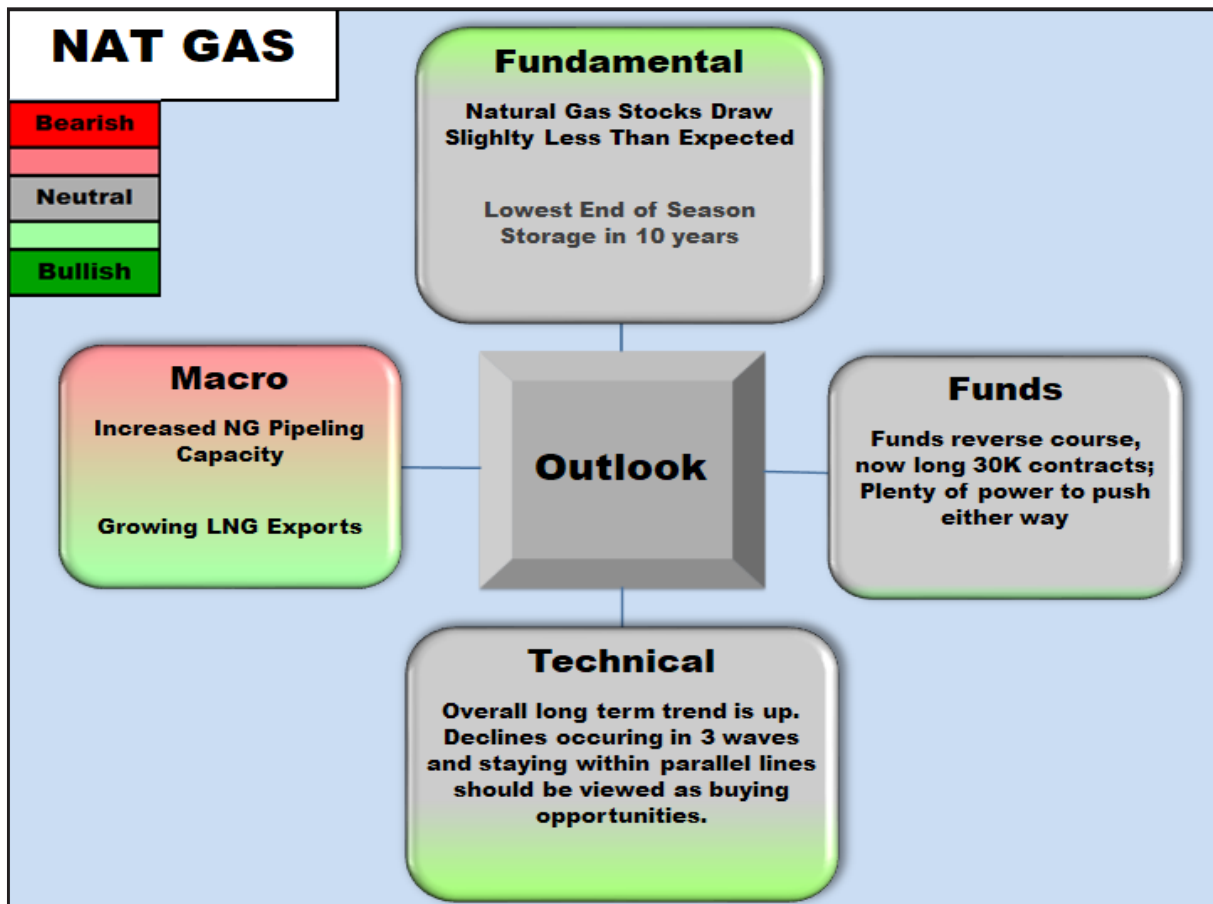 NAT GAS
Bearish
Neutral
Bullish
Fundamental
Natural Gas Stocks Draw
Slighlty Less Than Expected
Lowest End of Season
Storage in 10 years
Macro
Increased NG Pipeling
Capacity
Growing LNG Exports
Outlook
Funds
Funds reverse course,
now long 30K contracts;
Plenty of power to push
either way
Technical
Overall long term trend is up.
Declines occuring in 3 waves
and staying within parallel lines
should be viewed as buying
opportunities.